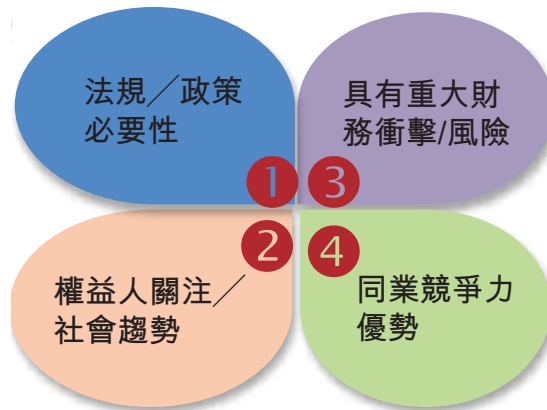 法規╱政策
必要性
1
權益人關注╱
社會趨勢
2
具有重大財
務衝擊/風險
3
同業競爭力
優勢
4